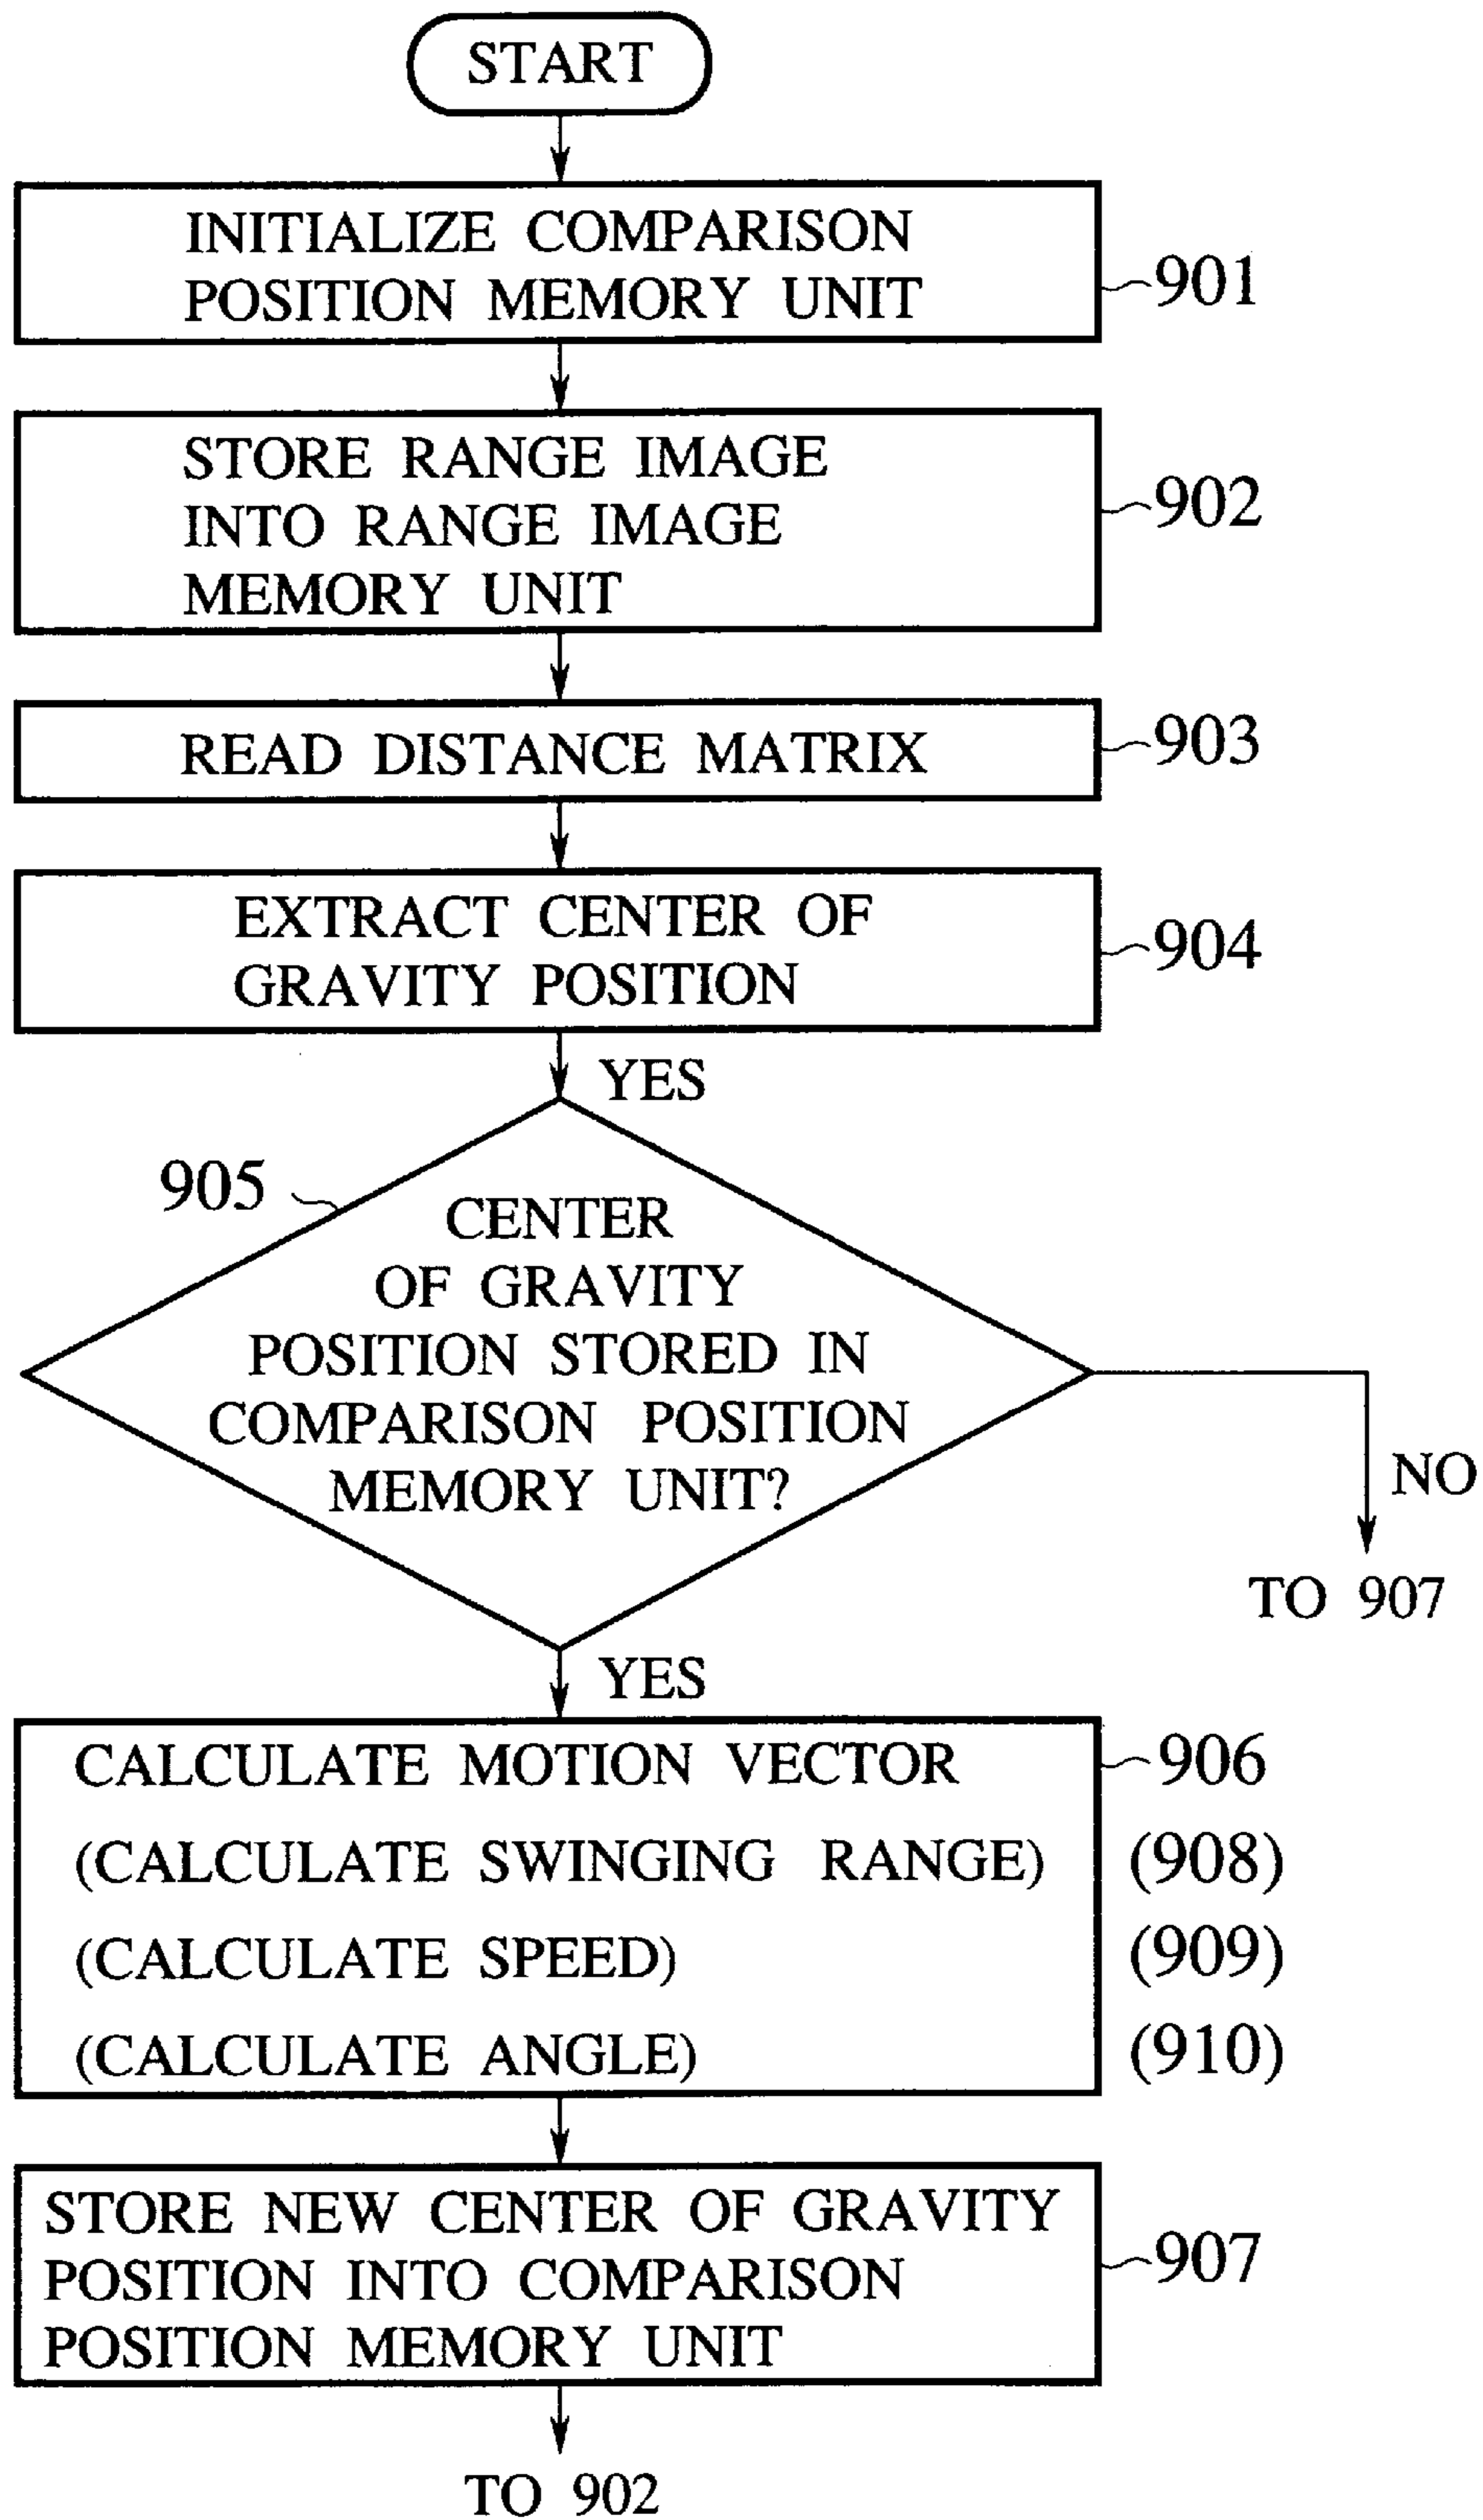 START
INITIALIZE COMPARISON
POSITION MEMORY UNIT
901
STORE RANGE IMAGE
INTO RANGE IMAGE
MEMORY UNIT
902
READ DISTANCE MATRIX
903
EXTRACT CENTER OF
GRAVITY POSITION
904
YES
905
CENTER
OF GRAVITY
POSITION STORED IN
COMPARISON POSITION
MEMORY UNIT?
NO
TO 907
YES
CALCULATE MOTION VECTOR
906
(CALCULATE SWINGING RANGE)
(908)
(CALCULATE SPEED)
(909)
(CALCULATE ANGLE)
(910)
STORE NEW CENTER OF GRAVITY
POSITION INTO COMPARISON
POSITION MEMORY UNIT
907
TO 902